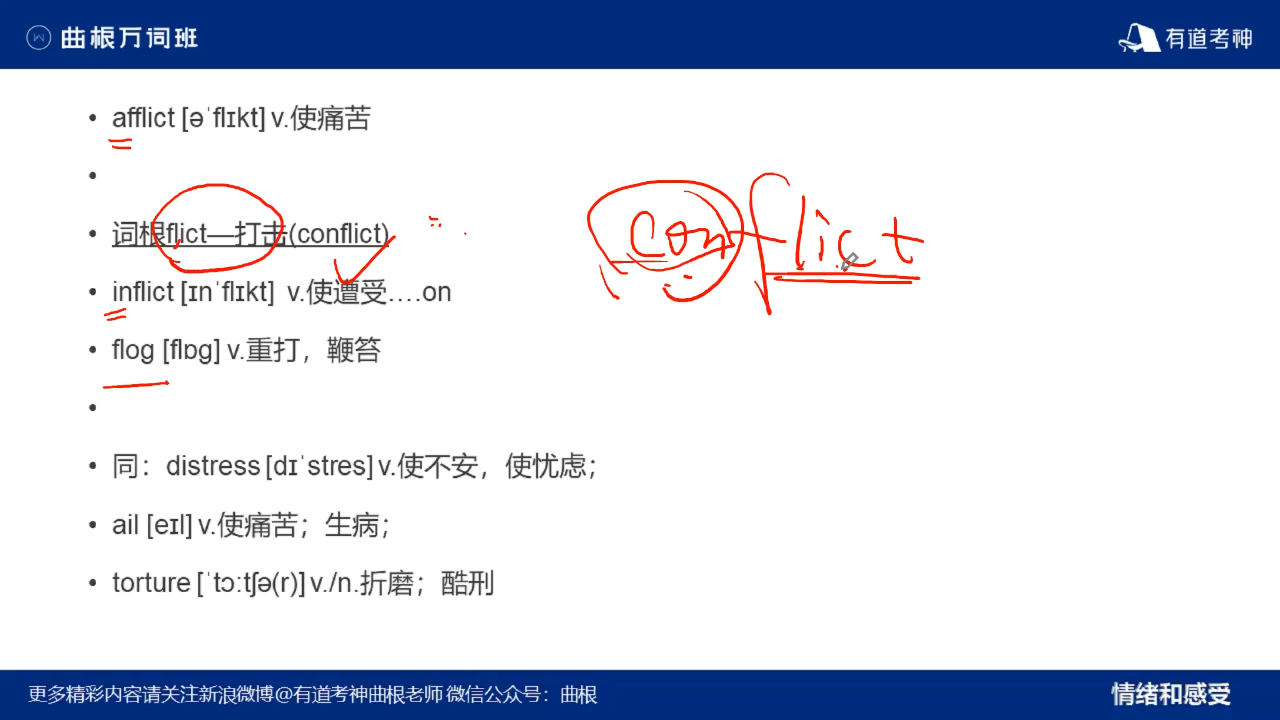 曲根万词班
有道考神
afflict [əˈflɪkt] v.使痛苦
词根flict—打击(conflict)
conflict
inflict [ɪnˈflɪkt] v.使遭受….on
flog [flɒg] v.重打，鞭笞
同：distress [dɪˈstres] v.使不安，使忧虑；
ail [eɪl] v.使痛苦；生病；
torture [ˈtɔːtʃə(r)] v./n.折磨；酷刑
更多精彩内容请关注新浪微博@有道考神曲根老师 微信公众号：曲根
情绪和感受